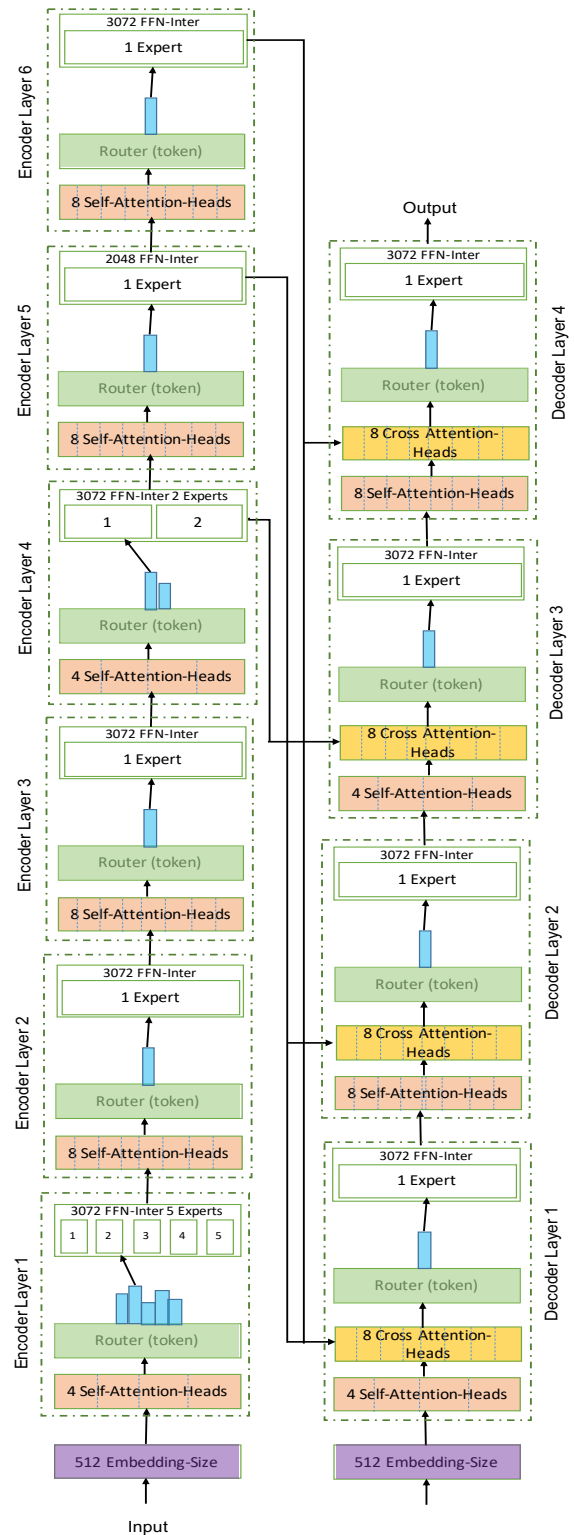 3072 FFN-Inter
1 Expert
Router (token)
8 Self-Attention-Heads
Encoder Layer 6
2048 FFN-Inter
1 Expert
Router (token)
8 Self-Attention-Heads
Encoder Layer 5
3072 FFN-Inter 2 Experts
1 2
Router (token)
4 Self-Attention-Heads
Encoder Layer 4
3072 FFN-Inter
1 Expert
Router (token)
8 Self-Attention-Heads
Encoder Layer 3
3072 FFN-Inter
1 Expert
Router (token)
8 Self-Attention-Heads
Encoder Layer 2
3072 FFN-Inter 5 Experts
1 2 3 4 5
Router (token)
4 Self-Attention-Heads
Encoder Layer 1
512 Embedding-Size
Input
Output
3072 FFN-Inter
1 Expert
Router (token)
8 Cross Attention-
Heads
8 Self-Attention-Heads
Decoder Layer 4
3072 FFN-Inter
1 Expert
Router (token)
8 Cross Attention-
Heads
4 Self-Attention-Heads
Decoder Layer 3
3072 FFN-Inter
1 Expert
Router (token)
8 Cross Attention-
Heads
8 Self-Attention-Heads
Decoder Layer 2
3072 FFN-Inter
1 Expert
Router (token)
8 Cross Attention-
Heads
4 Self-Attention-Heads
Decoder Layer 1
512 Embedding-Size